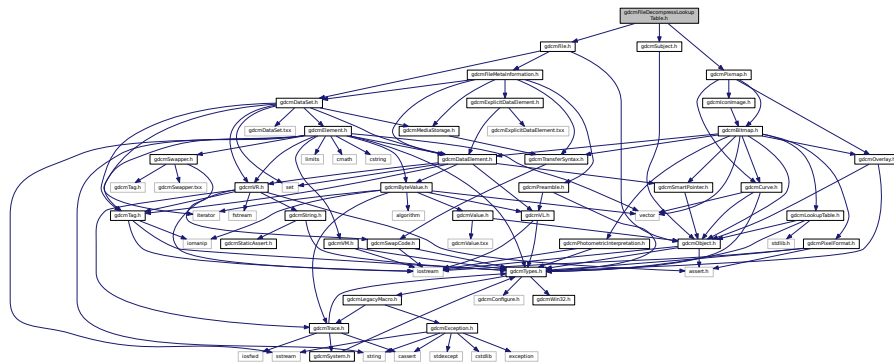 gdcmFileDecompressLookup
Table.h
gdcmFile.h
gdcmSubject.h
gdcmPixmap.h
gdcmFileMetaInformation.h
gdcmDataSet.h
gdcmExplicitDataElement.h
gdcmIconImage.h
gdcmDataSet.txx
gdcmElement.h
gdcmMediaStorage.h
gdcmExplicitDataElement.txx
gdcmBitmap.h
gdcmSwapper.h
llimits
cmath
cstring
gdcmDataElement.h
gdcmTransferSyntax.h
gdcmOverlay.h
gdcmTag.h
gdcmSwapper.txx
gdcmVR.h
set
gdcmByteValue.h
gdcmPreamble.h
gdcmSmartPointer.h
gdcmCurve.h
gdcmTag.h
iterator
fstream
gdcmString.h
algorithm
gdcmValue.h
gdcmVL.h
vector
gdcmLookupTable.h
iomanip
gdcmStaticAssert.h
gdcmVM.h
gdcmSwapCode.h
gdcmValue.txx
gdcmPhotometricInterpretation.h
gdcmObject.h
stdlib.h
gdcmPixelFormat.h
iostream
gdcmTypes.h
assert.h
gdcmLegacyMacro.h
gdcmConfigure.h
gdcmWin32.h
gdcmTrace.h
gdcmException.h
iosfwd
sstream
gdcmSystem.h
string
cassert
stdexcept
cstdlib
exception